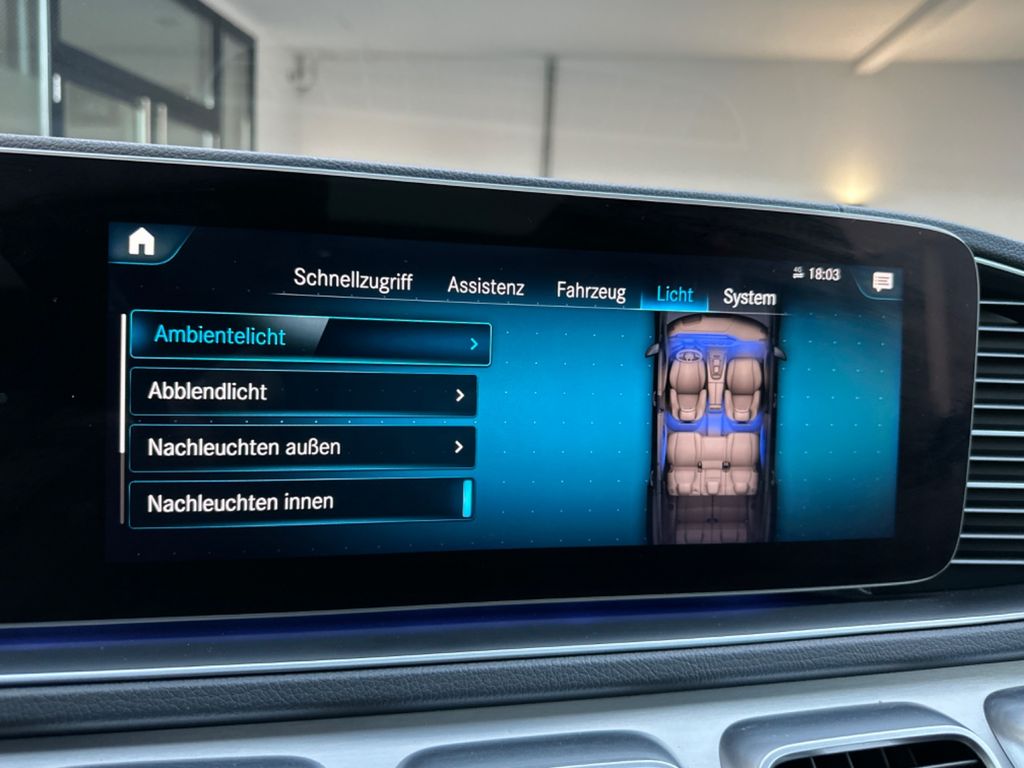 18:03
Schnellzugriff Assistenz Fahrzeug Licht System
Ambientelicht
Abblendlicht
Nachleuchten außen
Nachleuchten innen